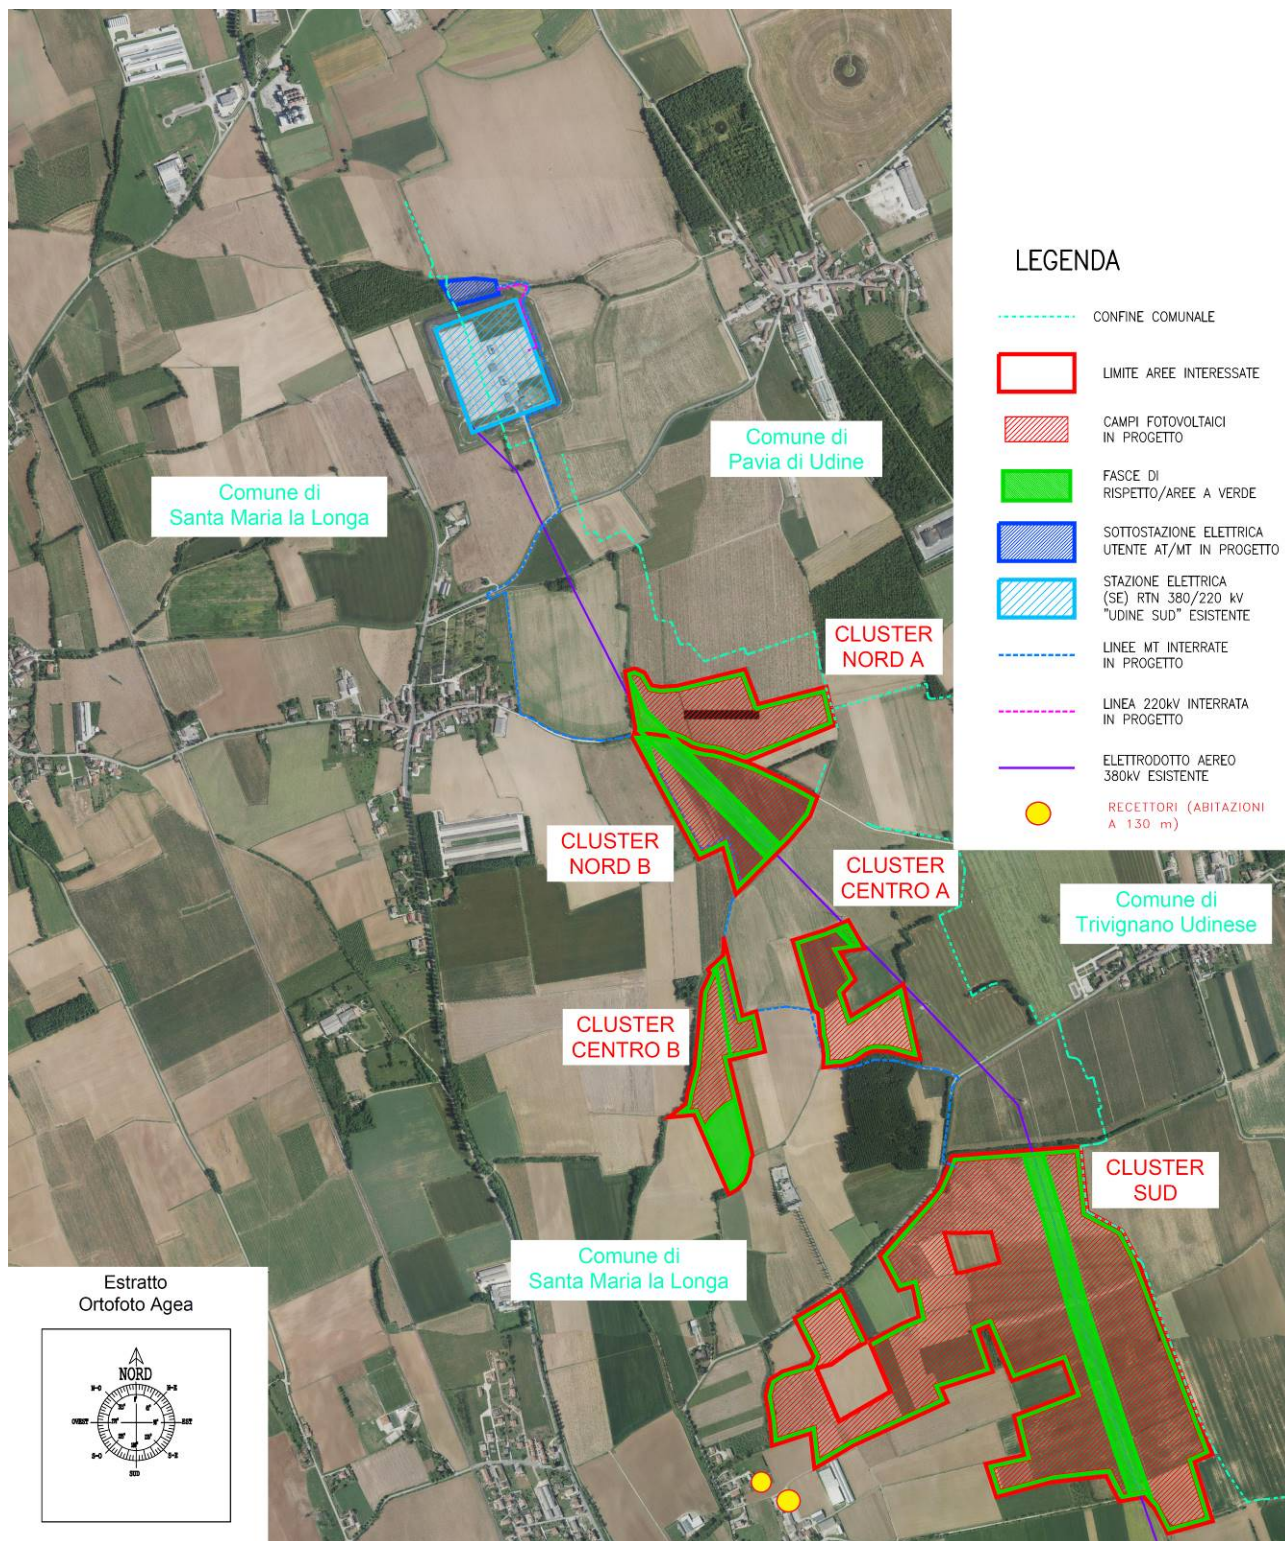 LEGENDA
CONFINE COMUNALE
LIMITE AREE INTERESSATE
CAMPI FOTOVOLTAICI
IN PROGETTO
FASCE DI
RISPETTO/AREE A VERDE
SOTTOSTAZIONE ELETTRICA
UTENTE AT/MT IN PROGETTO
STAZIONE ELETTRICA
(SE) RTN 380/220 kV
"UDINE SUD" ESISTENTE
LINEE MT INTERRATE
IN PROGETTO
LINEA 220kV INTERRATA
IN PROGETTO
ELETTRODOTTO AEREO
380kV ESISTENTE
RECETTORI (ABITAZIONI
A 130 m)
Comune di
Pavia di Udine
Comune di
Santa Maria la Longa
CLUSTER
NORD A
CLUSTER
NORD B
CLUSTER
CENTRO A
Comune di
Trivignano Udinese
CLUSTER
CENTRO B
CLUSTER
SUD
Comune di
Santa Maria la Longa
Estratto
Ortofoto Agea
NORD
N-O
N-E
OVEST
EST
S-O
S-E
SUD